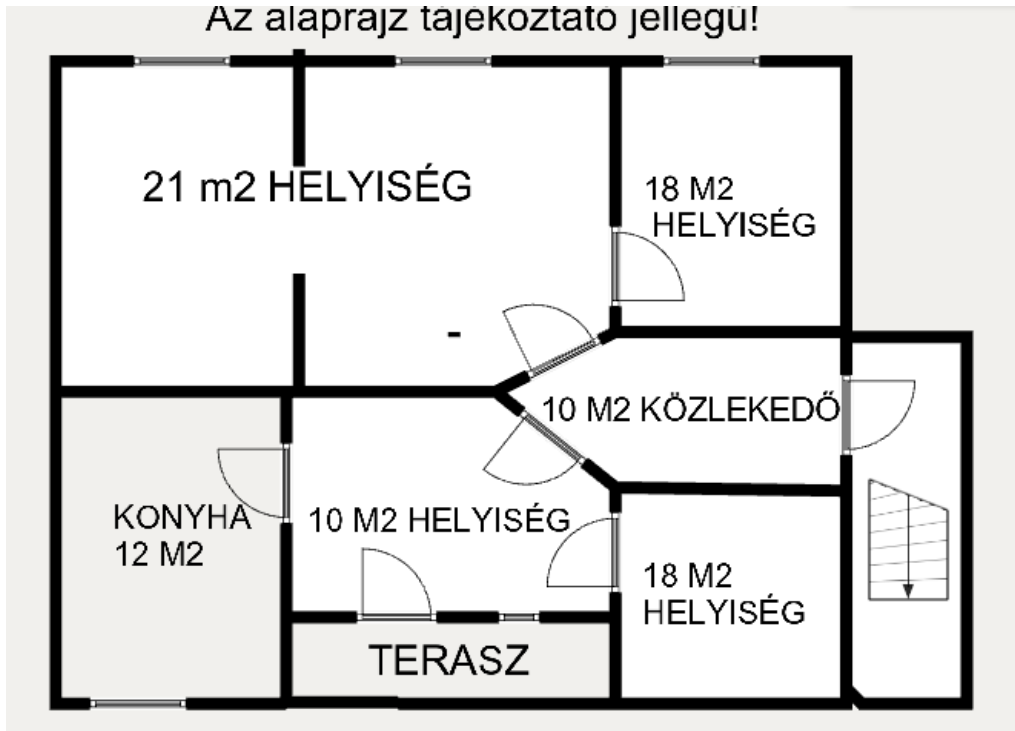 Az alaprajz tájékoztató jellegű!
21 m2 HELYISÉG
18 M2
HELYISÉG
10 M2 KÖZLEKEDŐ
KONYHA
12 M2
10 M2 HELYISÉG
18 M2
HELYISÉG
TERASZ